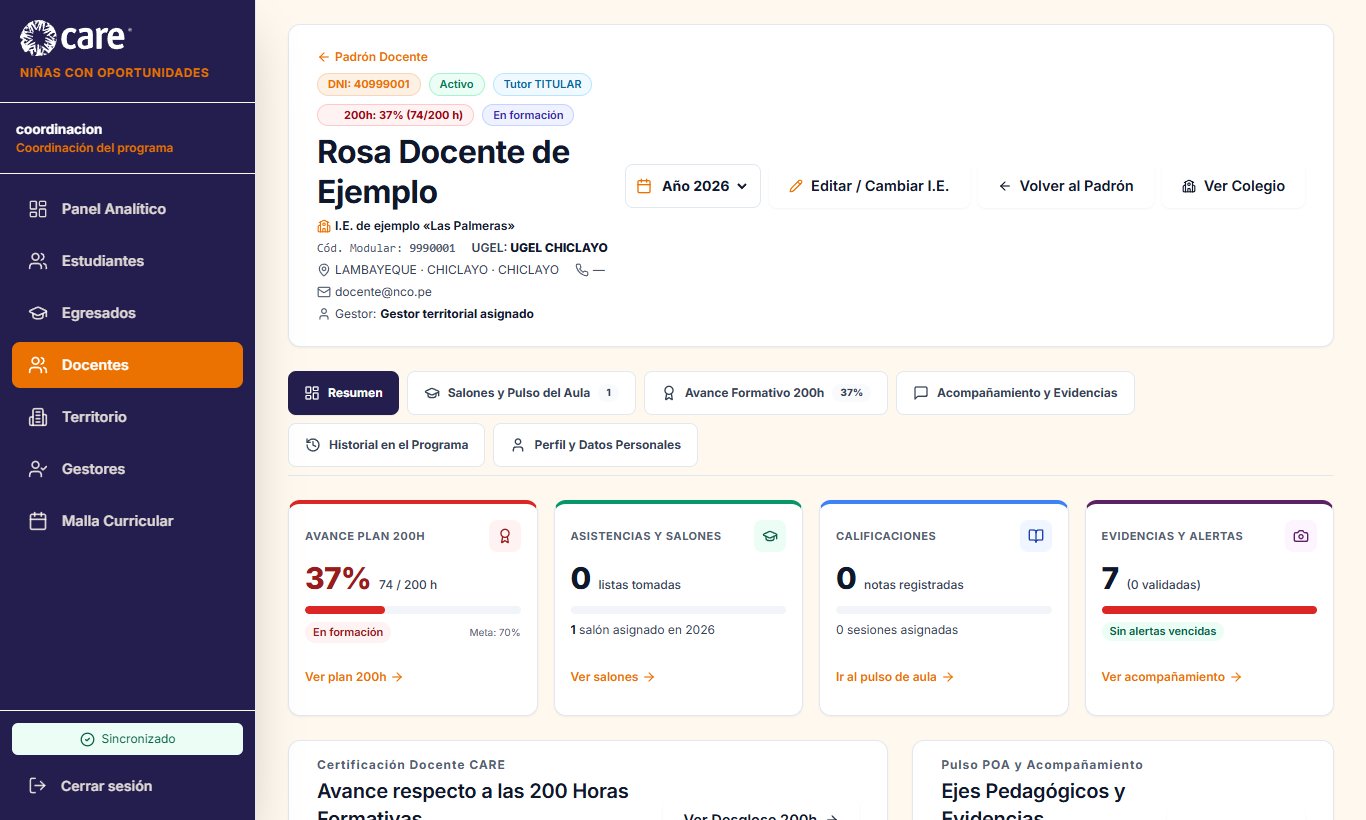 care
NIÑAS CON OPORTUNIDADES
coordinacion
Coordinación del programa
Panel Analítico
Estudiantes
Egresados
Docentes
Territorio
Gestores
Malla Curricular
Sincronizado
Cerrar sesión
← Padrón Docente
DNI: 40999001 Activo Tutor TITULAR
200h: 37% (74/200 h) En formación
Rosa Docente de
Ejemplo
I.E. de ejemplo «Las Palmeras»
Cód. Modular: 9990001 UGEL: UGEL CHICLAYO
LAMBAYEQUE · CHICLAYO · CHICLAYO —
docente@nco.pe
Gestor: Gestor territorial asignado
Año 2026 Editar / Cambiar I.E. ← Volver al Padrón Ver Colegio
Resumen Salones y Pulso del Aula 1 Avance Formativo 200h 37% Acompañamiento y Evidencias
Historial en el Programa Perfil y Datos Personales
AVANCE PLAN 200H
37% 74 / 200 h
En formación Meta: 70%
Ver plan 200h →
ASISTENCIAS Y SALONES
0 listas tomadas
1 salón asignado en 2026
Ver salones →
CALIFICACIONES
0 notas registradas
0 sesiones asignadas
Ir al pulso de aula →
EVIDENCIAS Y ALERTAS
7 (0 validadas)
Sin alertas vencidas
Ver acompañamiento →
Certificación Docente CARE
Avance respecto a las 200 Horas
Formativas
Ver Desglose 200h →
Pulso POA y Acompañamiento
Ejes Pedagógicos y
Evidencias